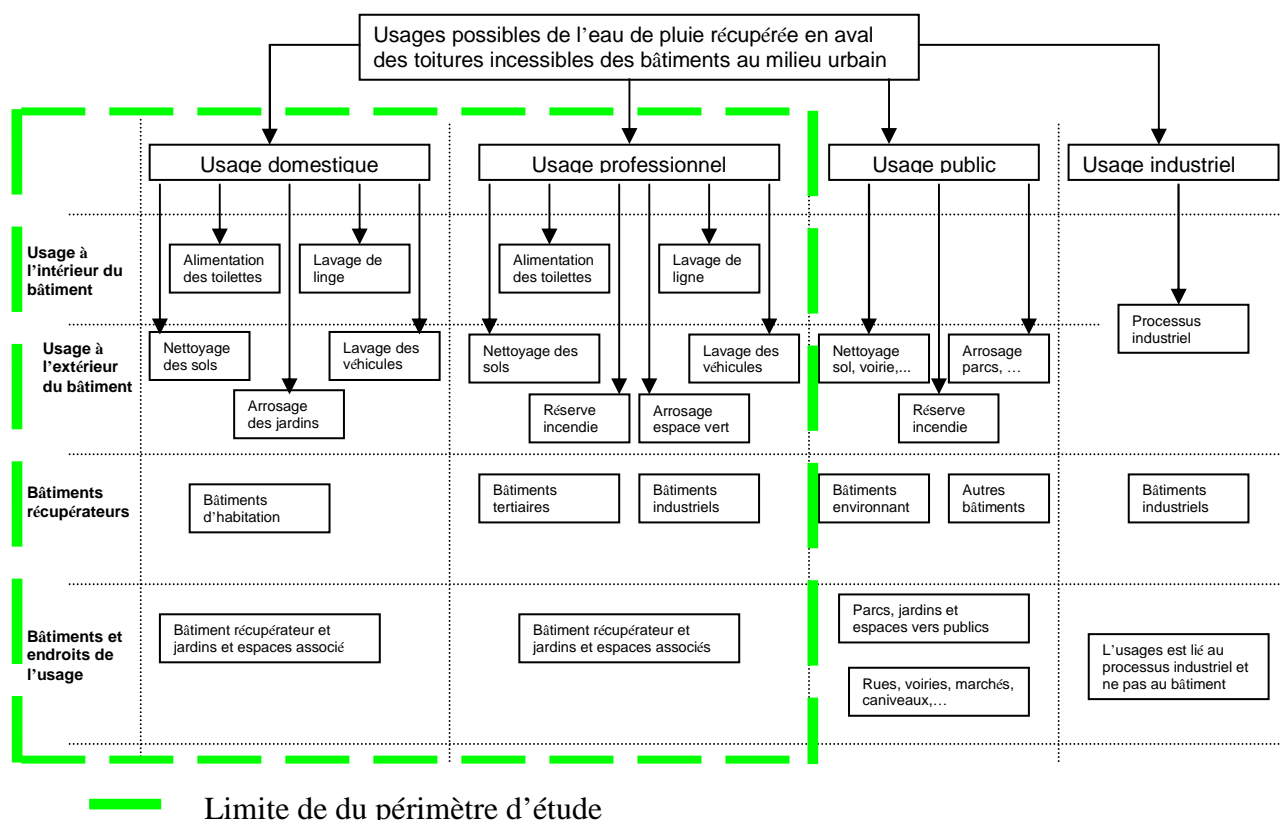 Usages possibles de l'eau de pluie récupérée en aval
des toitures incessibles des bâtiments au milieu urbain
Usage domestique
Usage professionnel
Usage public
Usage industriel
Usage à
l'intérieur du
bâtiment
Alimentation
des toilettes
Lavage de
linge
Alimentation
des toilettes
Lavage de
ligne
Processus
industriel
Usage à
l'extérieur
du bâtiment
Nettoyage
des sols
Lavage des
véhicules
Arrosage
des jardins
Nettoyage des
sols
Lavage des
véhicules
Réserve
incendie
Arrosage
espace vert
Nettoyage
sol, voirie,...
Arrosage
parcs, …
Réserve
incendie
Bâtiments
récupérateurs
Bâtiments
d'habitation
Bâtiments
tertiaires
Bâtiments
industriels
Bâtiments
environnant
Autres
bâtiments
Bâtiments
industriels
Bâtiments et
endroits de
l'usage
Bâtiment récupérateur et
jardins et espaces associé
Bâtiment récupérateur et
jardins et espaces associés
Parcs, jardins et
espaces vers publics
Rues, voiries, marchés,
caniveaux,…
L'usages est lié au
processus industriel et
ne pas au bâtiment
Limite de du périmètre d'étude